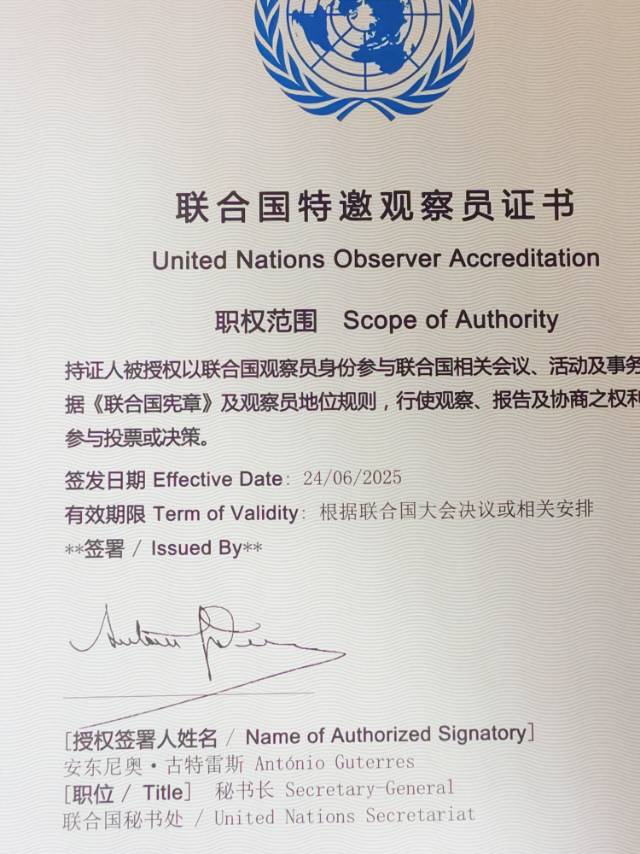 联合国特邀观察员证书
United Nations Observer Accreditation
职权范围 Scope of Authority
持证人被授权以联合国观察员身份参与联合国相关会议、活动及事务
据《联合国宪章》及观察员地位规则，行使观察、报告及协商之权利
参与投票或决策。
签发日期 Effective Date: 24/06/2025
有效期限 Term of Validity: 根据联合国大会决议或相关安排
**签署 / Issued By**
[授权签署人姓名 / Name of Authorized Signatory]
安东尼奥·古特雷斯 António Guterres
[职位 / Title] 秘书长 Secretary-General
联合国秘书处 / United Nations Secretariat